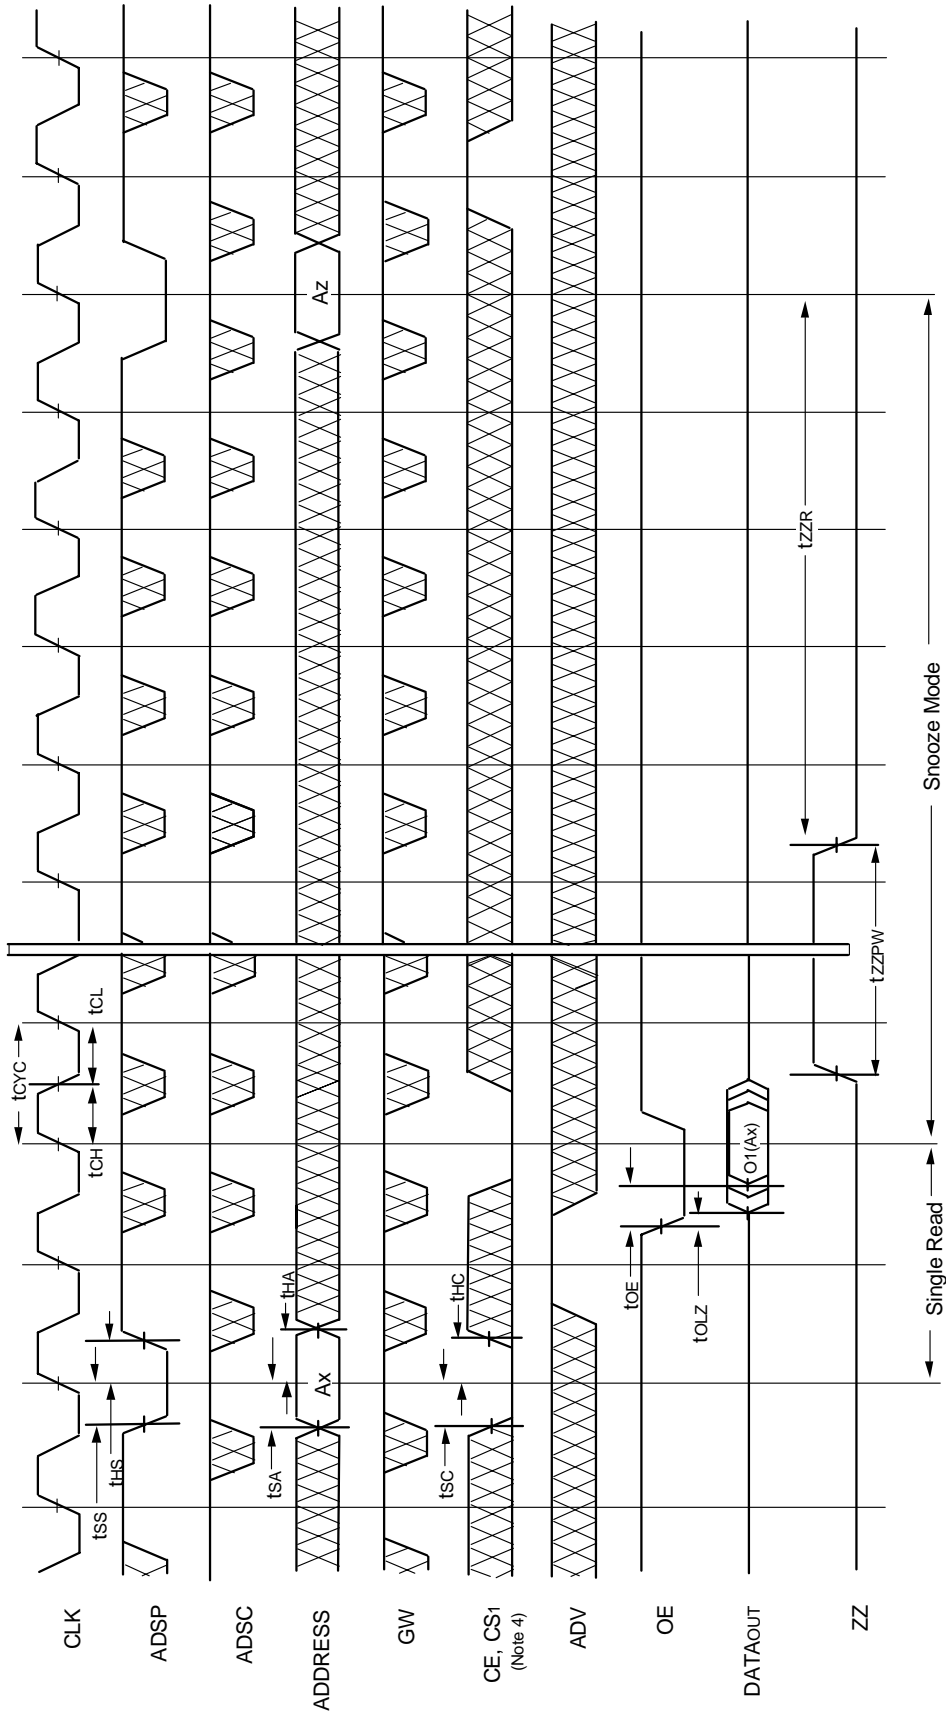 CLK
ADSP
ADSC
ADDRESS
GW
CE, CS1
(Note 4)
ADV
OE
DATAOUT
ZZ
tCYC
tCH
tCL
tSS
tHS
tSA
tHA
Ax
Az
tSC
tHC
tOE
tOLZ
O1(Ax)
tZZPW
tZZR
Single Read
Snooze Mode